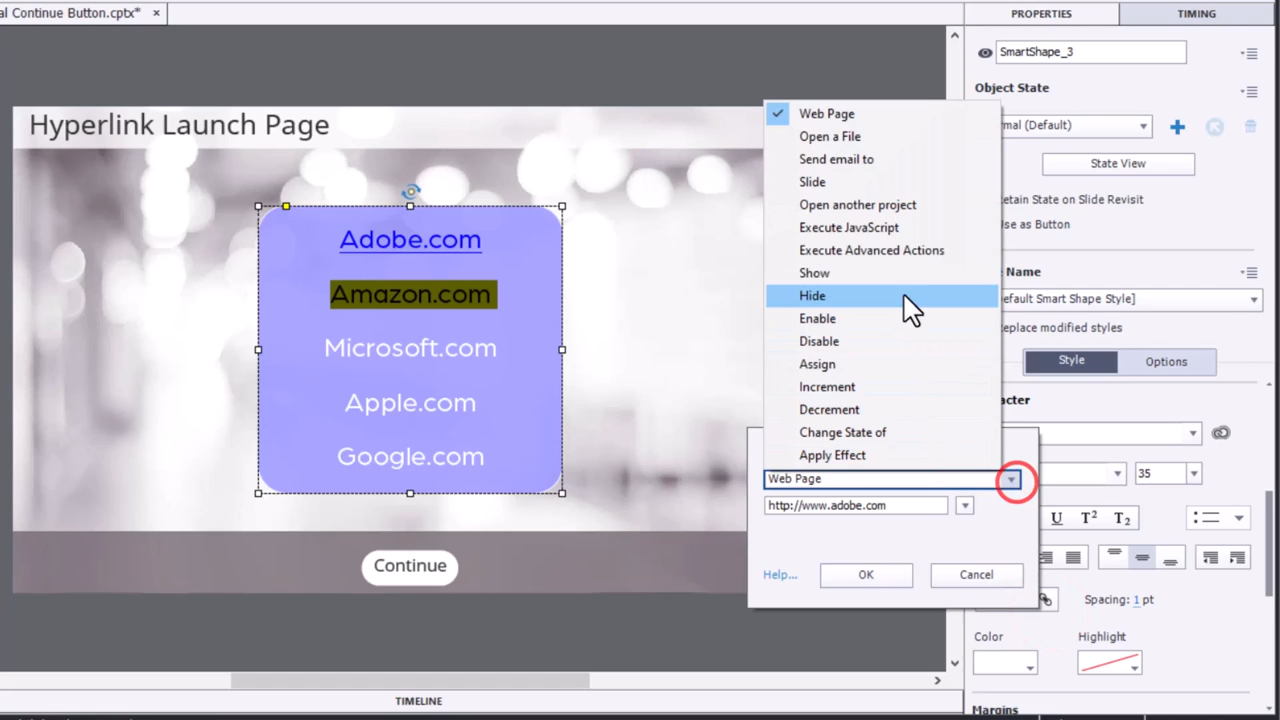 al Continue Button.cptx* ×
PROPERTIES
TIMING
SmartShape_3
Object State
rmal (Default)
State View
etain State on Slide Revisit
se as Button
e Name
efault Smart Shape Style]
eplace modified styles
Style
Options
acter
35
U T² T₂
Spacing: 1 pt
Color
Highlight
Margins
Hyperlink Launch Page
Adobe.com
Amazon.com
Microsoft.com
Apple.com
Google.com
Continue
Web Page
Open a File
Send email to
Slide
Open another project
Execute JavaScript
Execute Advanced Actions
Show
Hide
Enable
Disable
Assign
Increment
Decrement
Change State of
Apply Effect
Web Page
http://www.adobe.com
Help...
OK
Cancel
TIMELINE